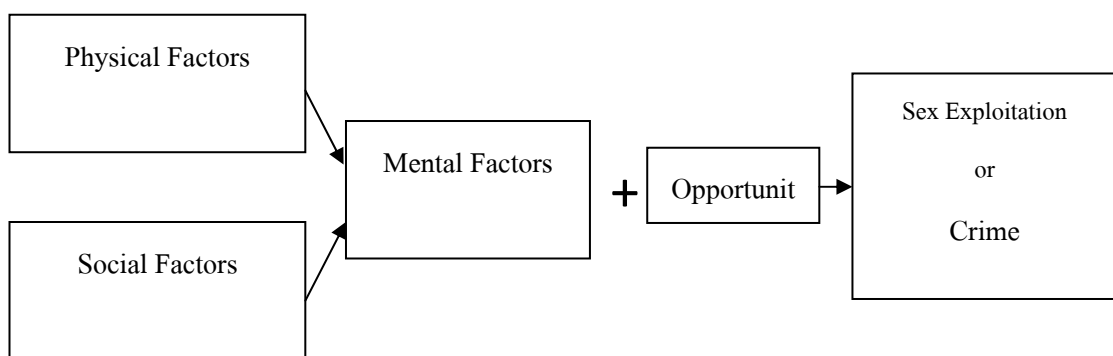 Physical Factors
Social Factors
Mental Factors
+
Opportunit
Sex Exploitation
or
Crime